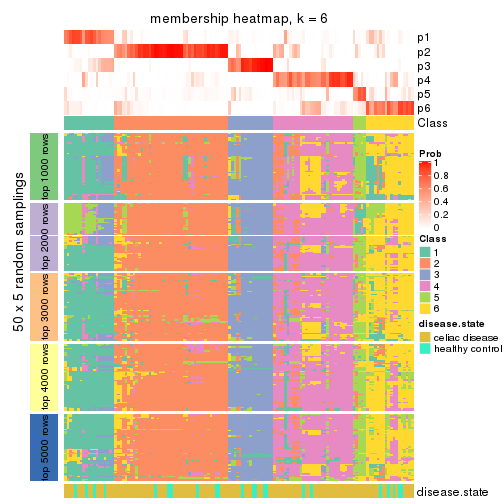 membership heatmap, k = 6
p1
p2
p3
p4
p5
p6
Class
Prob
1
0.8
0.6
0.4
0.2
0
Class
1
2
3
4
5
6
disease.state
celiac disease
healthy control
50 x 5 random samplings
top 1000 rows
top 2000 rows
top 3000 rows
top 4000 rows
top 5000 rows
disease.state